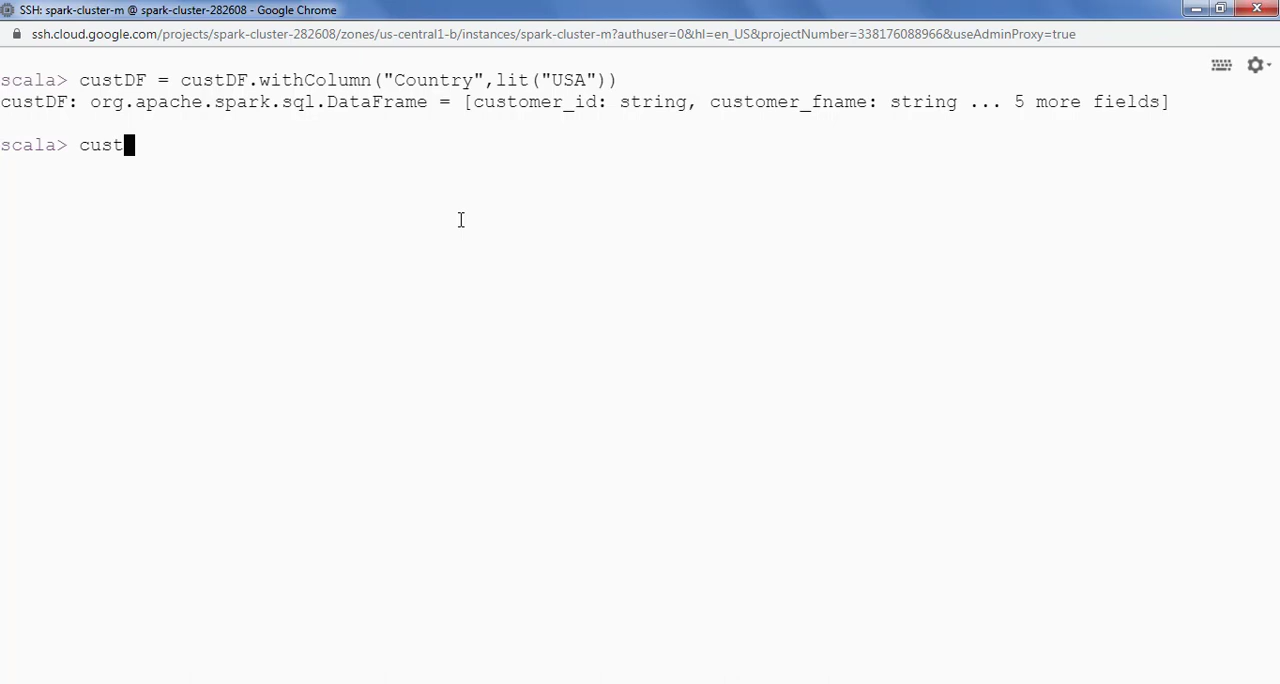 SSH: spark-cluster-m @ spark-cluster-282608 - Google Chrome
ssh.cloud.google.com/projects/spark-cluster-282608/zones/us-central1-b/instances/spark-cluster-m?authuser=0&hl=en_US&projectNumber=338176088966&useAdminProxy=true
scala> custDF = custDF.withColumn("Country",lit("USA"))
custDF: org.apache.spark.sql.DataFrame = [customer_id: string, customer_fname: string ... 5 more fields]
scala> cust